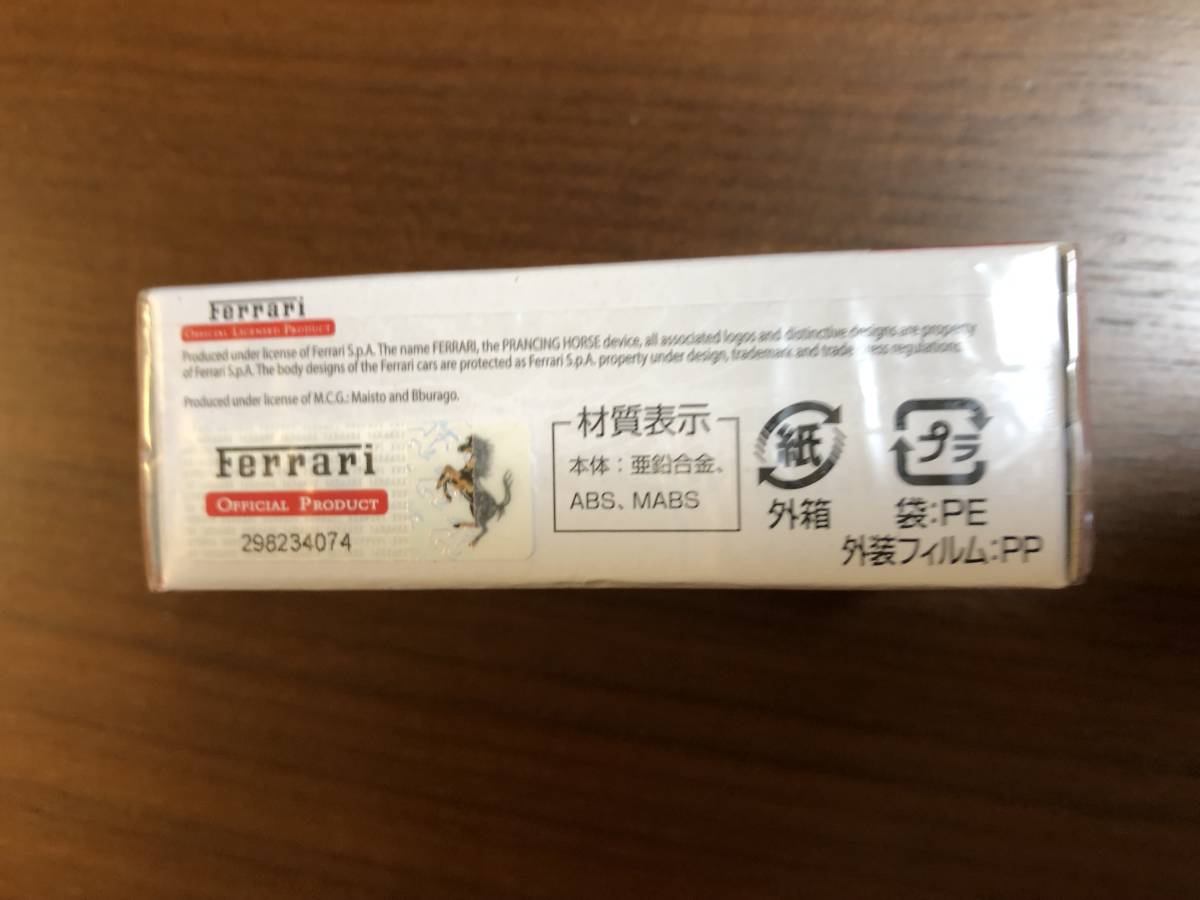 Ferrari
OFFICIAL LICENSED PRODUCT
Produced under license of Ferrari S.p.A. The name FERRARI, the PRANCING HORSE device, all associated logos and distinctive designs are property
of Ferrari S.p.A. The body designs of the Ferrari cars are protected as Ferrari S.p.A. property under design, trademark and trade dress regulations.
Produced under license of M.C.G.: Maisto and Bburago.
Ferrari
OFFICIAL PRODUCT
298234074
材質表示
本体：亜鉛合金、
ABS、MABS
紙
外箱
プラ
袋:PE
外装フィルム:PP